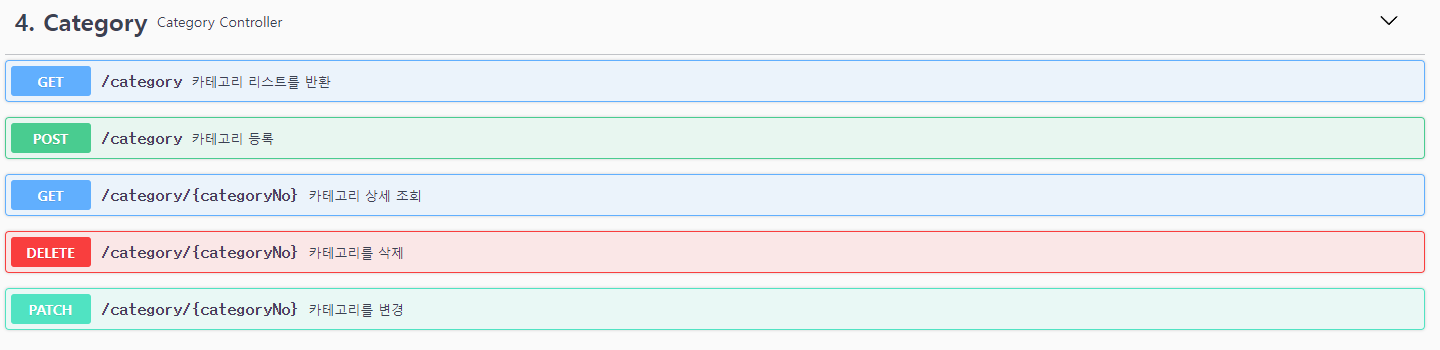 4. Category Category Controller
GET /category 카테고리 리스트를 반환
POST /category 카테고리 등록
GET /category/{categoryNo} 카테고리 상세 조회
DELETE /category/{categoryNo} 카테고리를 삭제
PATCH /category/{categoryNo} 카테고리를 변경